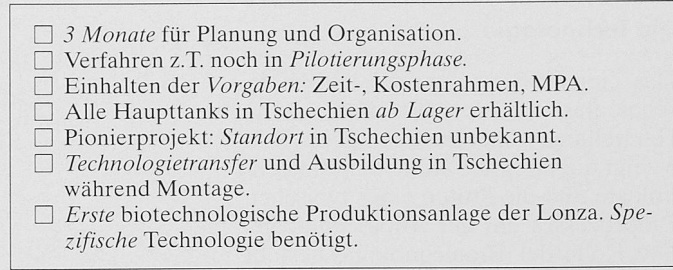 ☐ 3 Monate für Planung und Organisation.
☐ Verfahren z.T. noch in Pilotierungsphase.
☐ Einhalten der Vorgaben: Zeit-, Kostenrahmen, MPA.
☐ Alle Haupttanks in Tschechien ab Lager erhältlich.
☐ Pionierprojekt: Standort in Tschechien unbekannt.
☐ Technologietransfer und Ausbildung in Tschechien
während Montage.
☐ Erste biotechnologische Produktionsanlage der Lonza. Spe-
zifische Technologie benötigt.